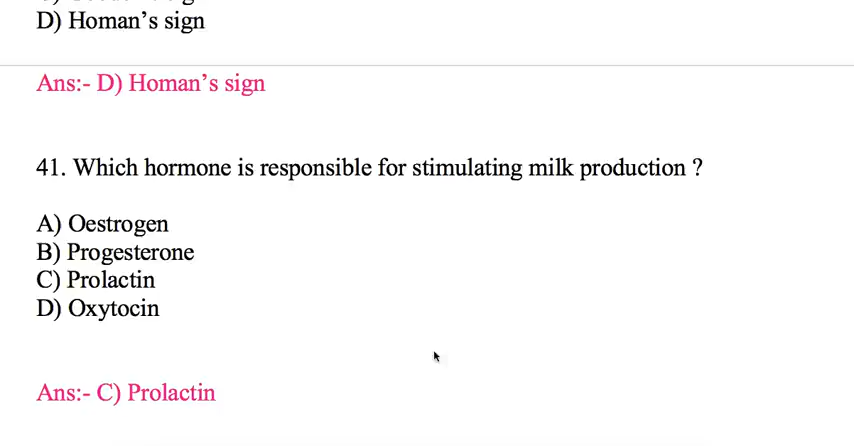 D) Homan’s sign
Ans:- D) Homan’s sign
41. Which hormone is responsible for stimulating milk production ?
A) Oestrogen
B) Progesterone
C) Prolactin
D) Oxytocin
Ans:- C) Prolactin